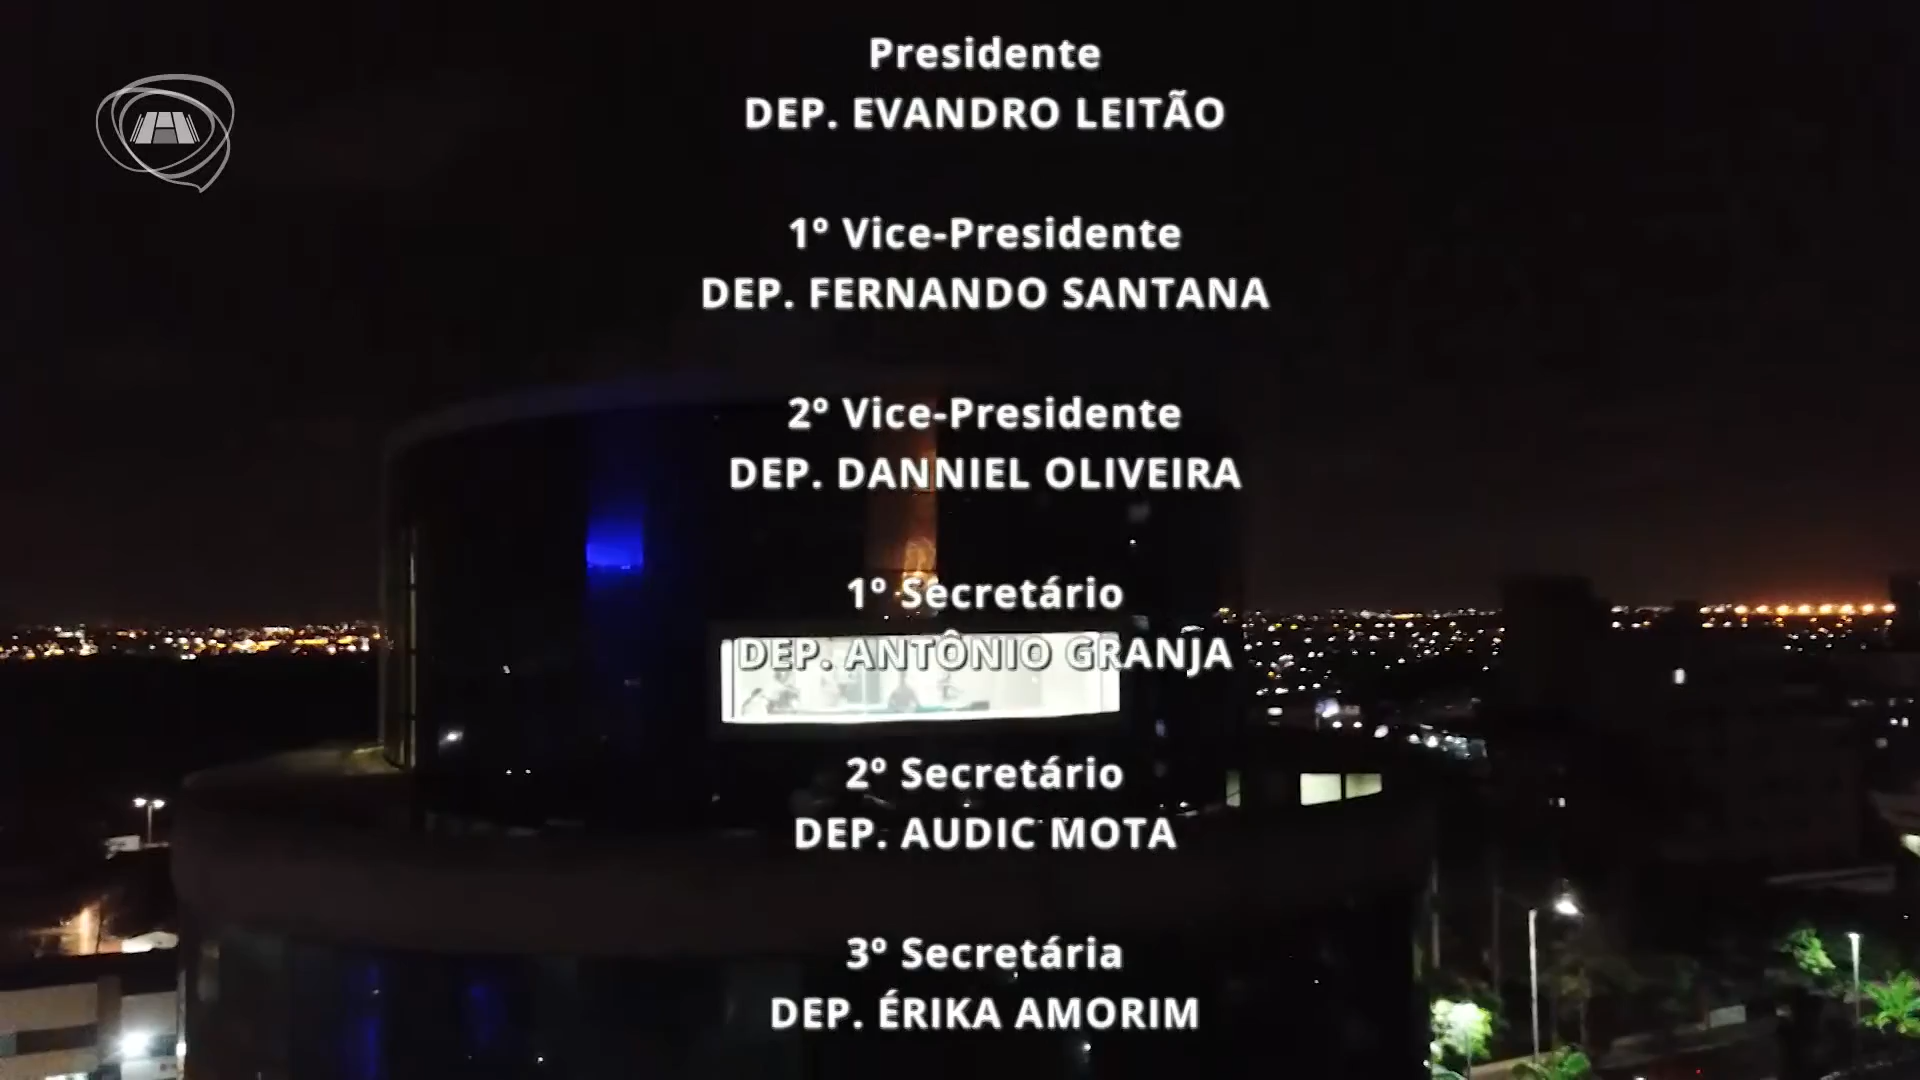 Presidente
DEP. EVANDRO LEITÃO
1º Vice-Presidente
DEP. FERNANDO SANTANA
2º Vice-Presidente
DEP. DANNIEL OLIVEIRA
1º Secretário
DEP. ANTÔNIO GRANJA
2º Secretário
DEP. AUDIC MOTA
3º Secretária
DEP. ÉRIKA AMORIM